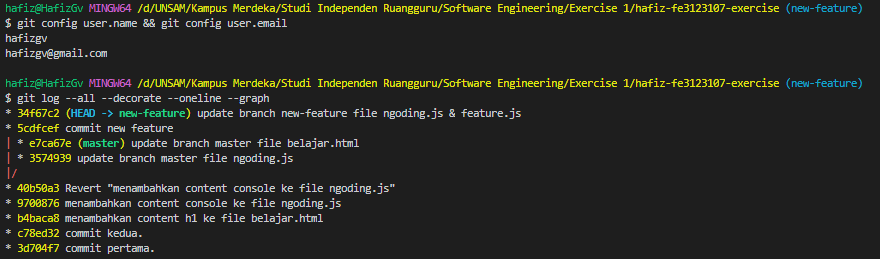 hafiz@HafizGv MINGW64 /d/UNSAM/Kampus Merdeka/Studi Independen Ruangguru/Software Engineering/Exercise 1/hafiz-fe3123107-exercise (new-feature)
$ git config user.name && git config user.email
hafizgv
hafizgv@gmail.com

hafiz@HafizGv MINGW64 /d/UNSAM/Kampus Merdeka/Studi Independen Ruangguru/Software Engineering/Exercise 1/hafiz-fe3123107-exercise (new-feature)
$ git log --all --decorate --oneline --graph
* 34f67c2 (HEAD -> new-feature) update branch new-feature file ngoding.js & feature.js
* 5cdfcef commit new feature
| * e7ca67e (master) update branch master file belajar.html
| * 3574939 update branch master file ngoding.js
|/
* 40b50a3 Revert "menambahkan content console ke file ngoding.js"
* 9700876 menambahkan content console ke file ngoding.js
* b4baca8 menambahkan content h1 ke file belajar.html
* c78ed32 commit kedua.
* 3d704f7 commit pertama.